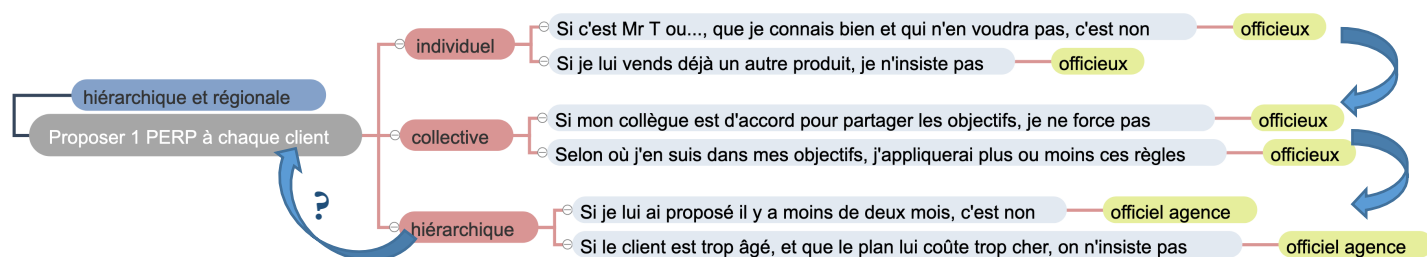 hiérarchique et régionale
Proposer 1 PERP à chaque client
?
individuel
Si c'est Mr T ou..., que je connais bien et qui n'en voudra pas, c'est non
officieux
Si je lui vends déjà un autre produit, je n'insiste pas
officieux
collective
Si mon collègue est d'accord pour partager les objectifs, je ne force pas
officieux
Selon où j'en suis dans mes objectifs, j'appliquerai plus ou moins ces règles
officieux
hiérarchique
Si je lui ai proposé il y a moins de deux mois, c'est non
officiel agence
Si le client est trop âgé, et que le plan lui coûte trop cher, on n'insiste pas
officiel agence